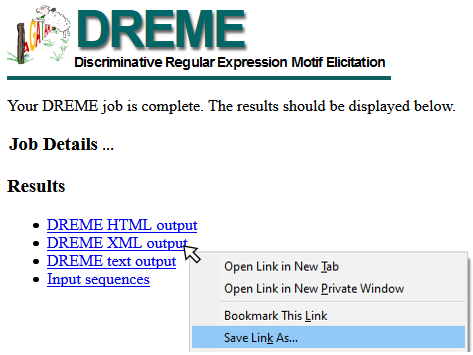 DREME
Discriminative Regular Expression Motif Elicitation
Your DREME job is complete. The results should be displayed below.
Job Details ...
Results
DREME HTML output
DREME XML output
DREME text output
Input sequences
Open Link in New Tab
Open Link in New Private Window
Bookmark This Link
Save Link As...